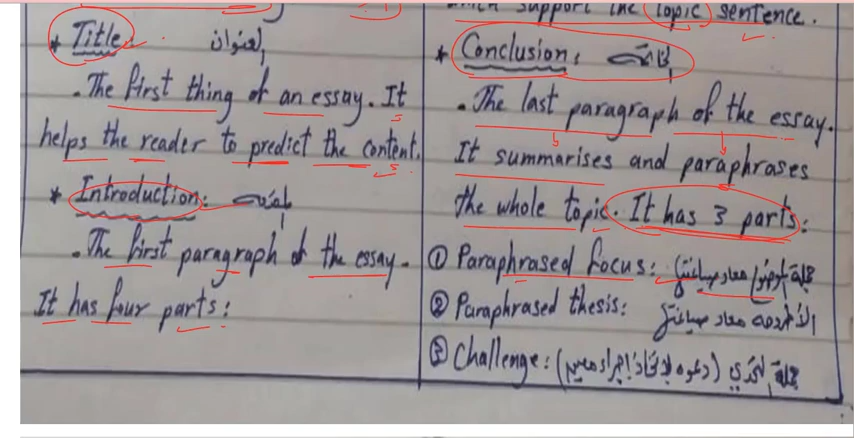 * Title: العنوان
. The first thing of an essay. It
helps the reader to predict the content.
* Introduction: المقدمة
. The first paragraph of the essay.
It has four parts:
which support the topic sentence.
* Conclusion: الخاتمة
. The last paragraph of the essay.
It summarises and paraphrases
the whole topic. It has 3 parts:
① Paraphrased focus: معاد صياغتها
② Paraphrased thesis: الأطروحة معاد صياغتها
③ Challenge: جملة التحدي